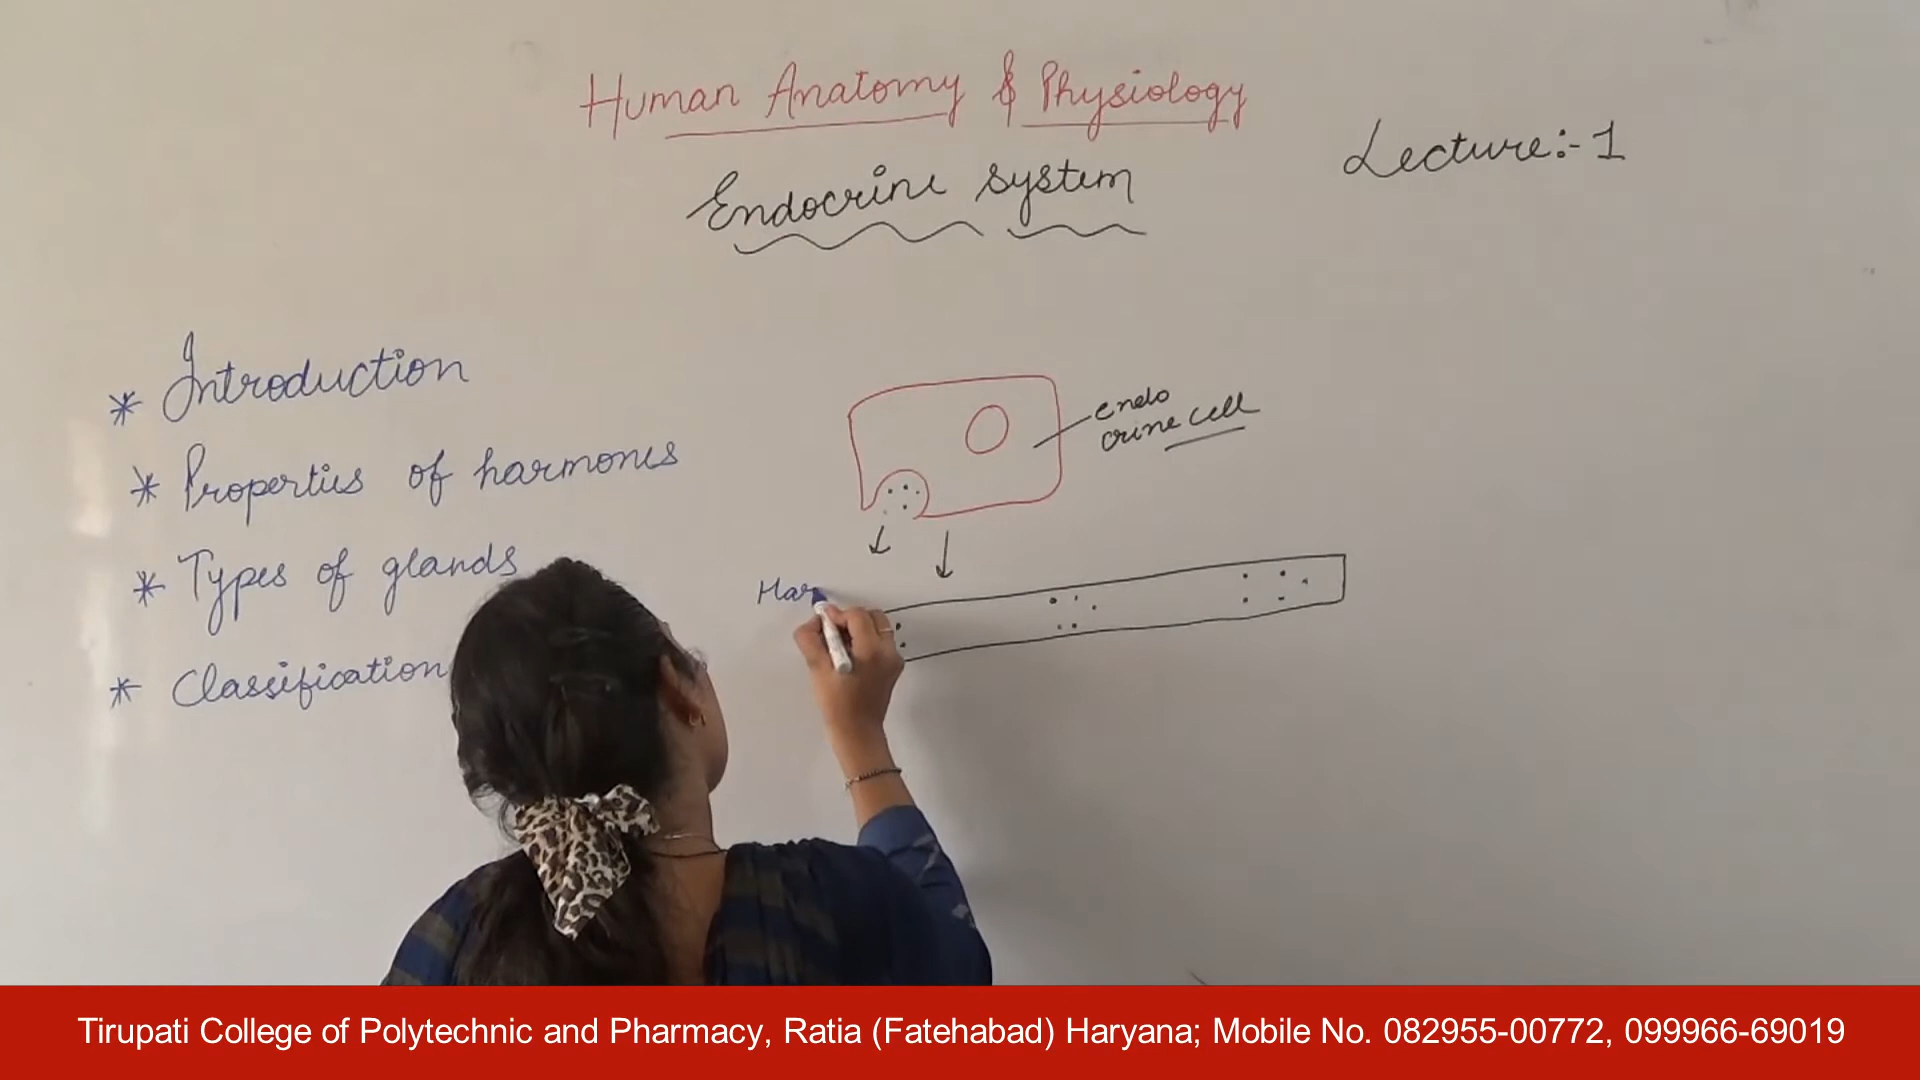 Human Anatomy & Physiology
Lecture:- 1
Endocrine system
* Introduction
* Properties of harmones
* Types of glands
* Classification
endo
crine cell
Har
Tirupati College of Polytechnic and Pharmacy, Ratia (Fatehabad) Haryana; Mobile No. 082955-00772, 099966-69019